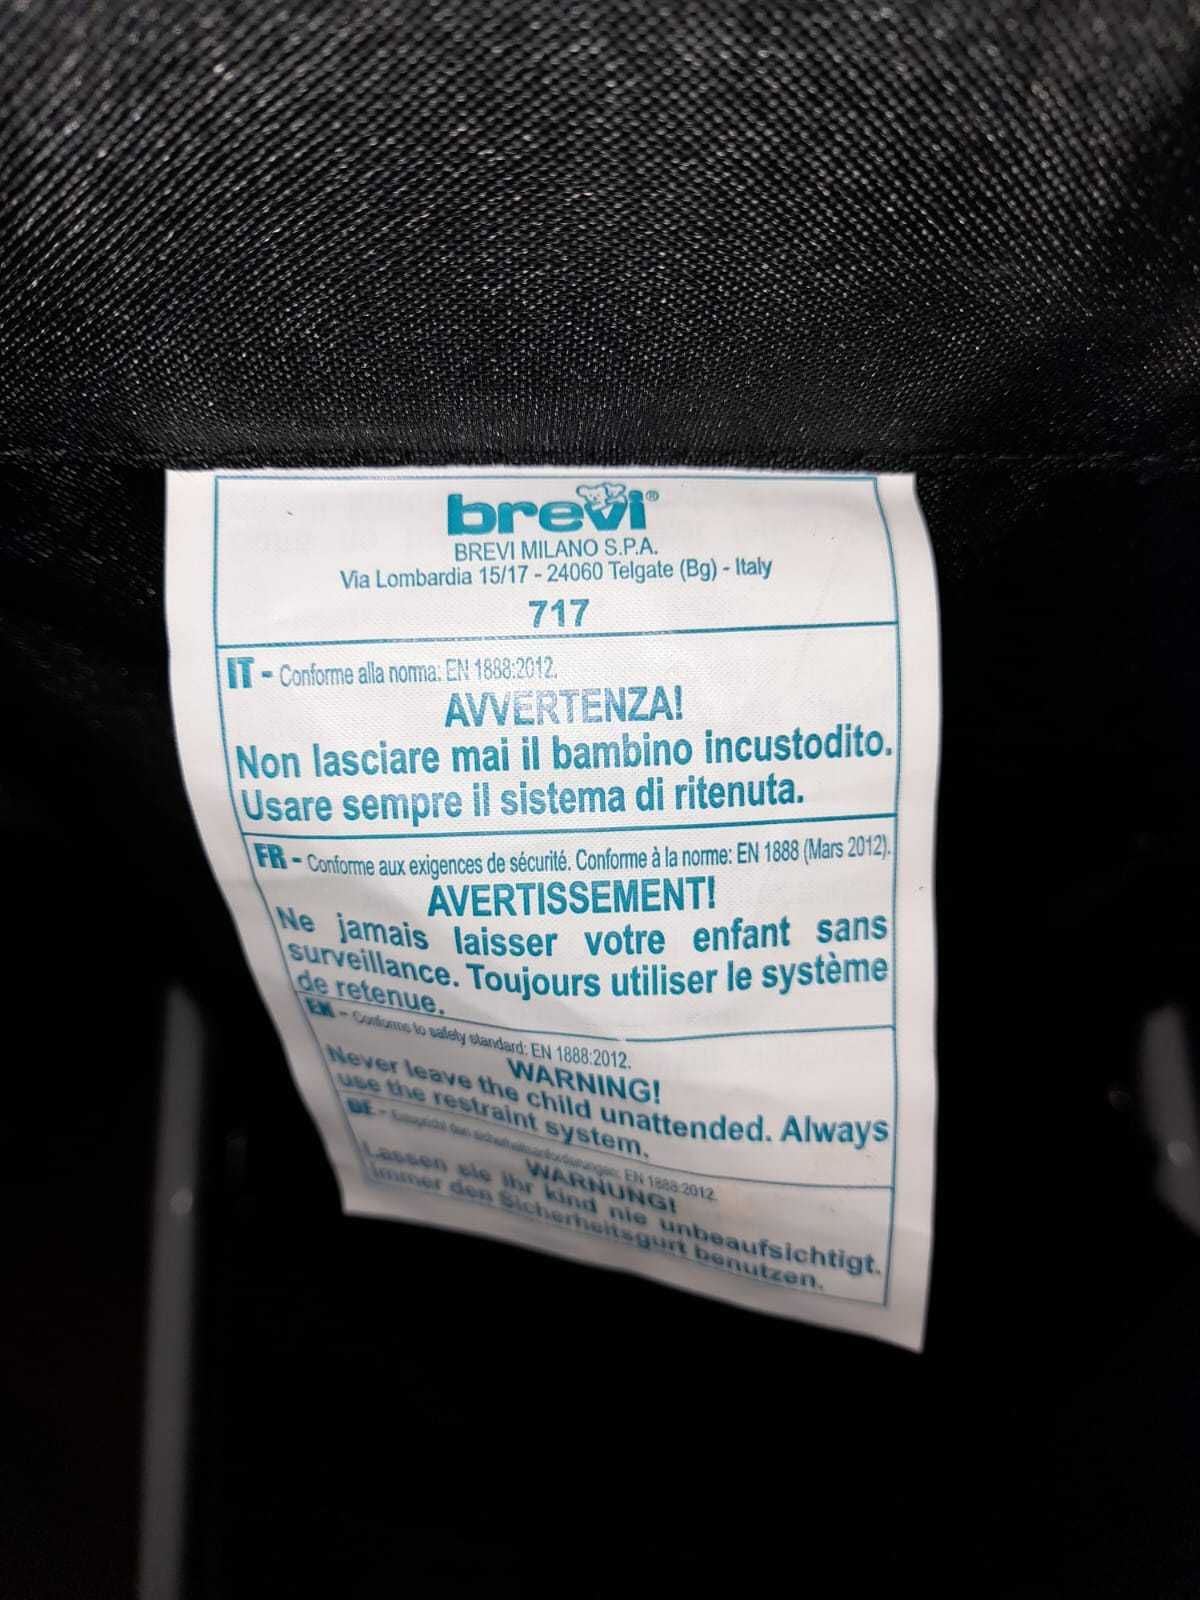 brevi®
BREVI MILANO S.P.A.
Via Lombardia 15/17 - 24060 Telgate (Bg) - Italy
717
IT - Conforme alla norma: EN 1888:2012.
AVVERTENZA!
Non lasciare mai il bambino incustodito.
Usare sempre il sistema di ritenuta.
FR - Conforme aux exigences de sécurité. Conforme à la norme: EN 1888 (Mars 2012).
AVERTISSEMENT!
Ne jamais laisser votre enfant sans
surveillance. Toujours utiliser le système
de retenue.
EN - Conforms to safety standard: EN 1888:2012.
WARNING!
Never leave the child unattended. Always
use the restraint system.
DE - den sicherheitsanforderungen: EN 1888:2012.
WARNUNG!
Lassen sie ihr kind nie unbeaufsichtigt.
immer den Sicherheitsgurt benutzen.